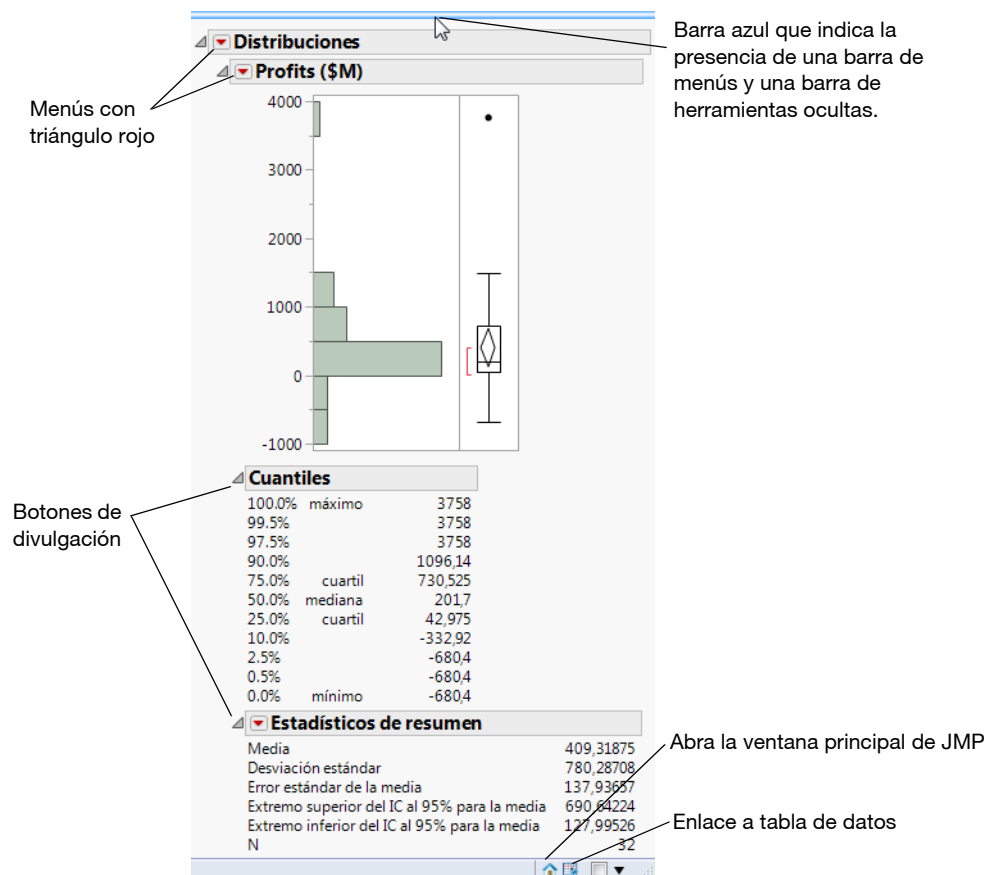 Barra azul que indica la
presencia de una barra de
menús y una barra de
herramientas ocultas.
Distribuciones
Profits ($M)
Menús con
triángulo rojo
4000
3000
2000
1000
0
-1000
Cuantiles
Botones de
divulgación
100.0% máximo 3758
99.5% 3758
97.5% 3758
90.0% 1096,14
75.0% cuartil 730,525
50.0% mediana 201,7
25.0% cuartil 42,975
10.0% -332,92
2.5% -680,4
0.5% -680,4
0.0% mínimo -680,4
Estadísticos de resumen
Media 409,31875
Desviación estándar 780,28708
Error estándar de la media 137,93657
Extremo superior del IC al 95% para la media 690,64224
Extremo inferior del IC al 95% para la media 127,99526
N 32
Abra la ventana principal de JMP
Enlace a tabla de datos